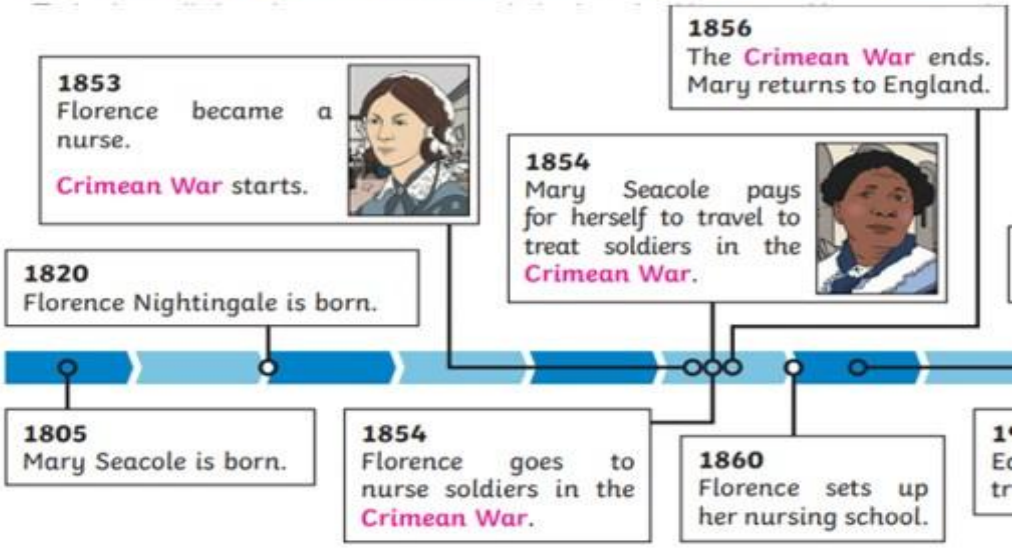 1856
The Crimean War ends.
Mary returns to England.
1853
Florence became a
nurse.
Crimean War starts.
1854
Mary Seacole pays
for herself to travel to
treat soldiers in the
Crimean War.
1820
Florence Nightingale is born.
1805
Mary Seacole is born.
1854
Florence goes to
nurse soldiers in the
Crimean War.
1860
Florence sets up
her nursing school.